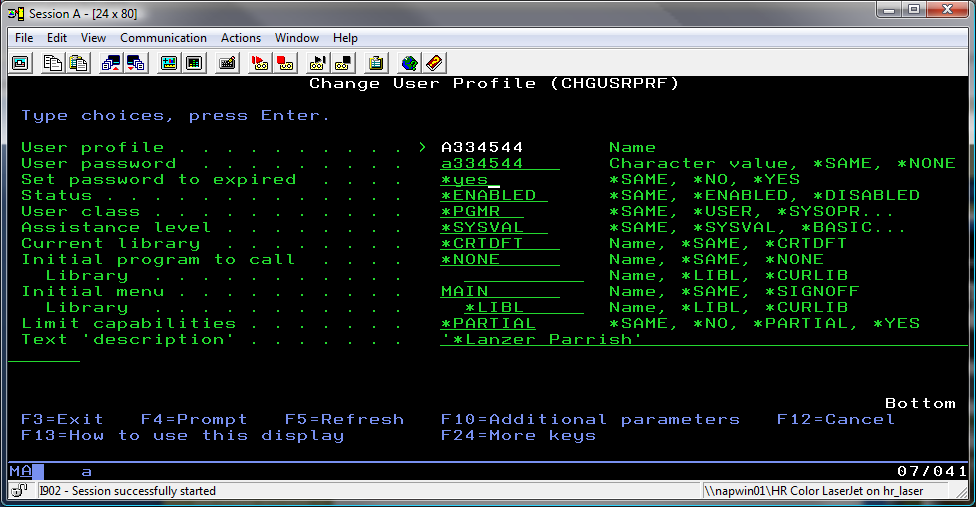 Session A - [24 x 80]
File Edit View Communication Actions Window Help
Change User Profile (CHGUSRPRF)
Type choices, press Enter.
User profile . . . . . . . . . . . > A334544 Name
User password . . . . . . . . . . a334544 Character value, *SAME, *NONE
Set password to expired . . . . . *yes_ *SAME, *NO, *YES
Status . . . . . . . . . . . . . . *ENABLED *SAME, *ENABLED, *DISABLED
User class . . . . . . . . . . . . *PGMR *SAME, *USER, *SYSOPR...
Assistance level . . . . . . . . . *SYSVAL *SAME, *SYSVAL, *BASIC...
Current library . . . . . . . . . *CRTDFT Name, *SAME, *CRTDFT
Initial program to call . . . . . *NONE Name, *SAME, *NONE
Library . . . . . . . . . . . . Name, *LIBL, *CURLIB
Initial menu . . . . . . . . . . . MAIN Name, *SAME, *SIGNOFF
Library . . . . . . . . . . . . *LIBL Name, *LIBL, *CURLIB
Limit capabilities . . . . . . . . *PARTIAL *SAME, *NO, *PARTIAL, *YES
Text 'description' . . . . . . . . '*Lanzer Parrish'
Bottom
F3=Exit F4=Prompt F5=Refresh F10=Additional parameters F12=Cancel
F13=How to use this display F24=More keys
MA a 07/041
I902 - Session successfully started \\napwin01\HR Color LaserJet on hr_laser